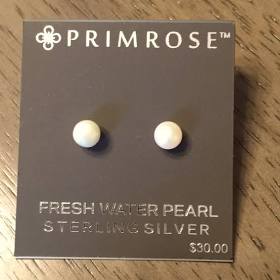 PRIMROSE™
FRESH WATER PEARL
STERLING SILVER
$30.00